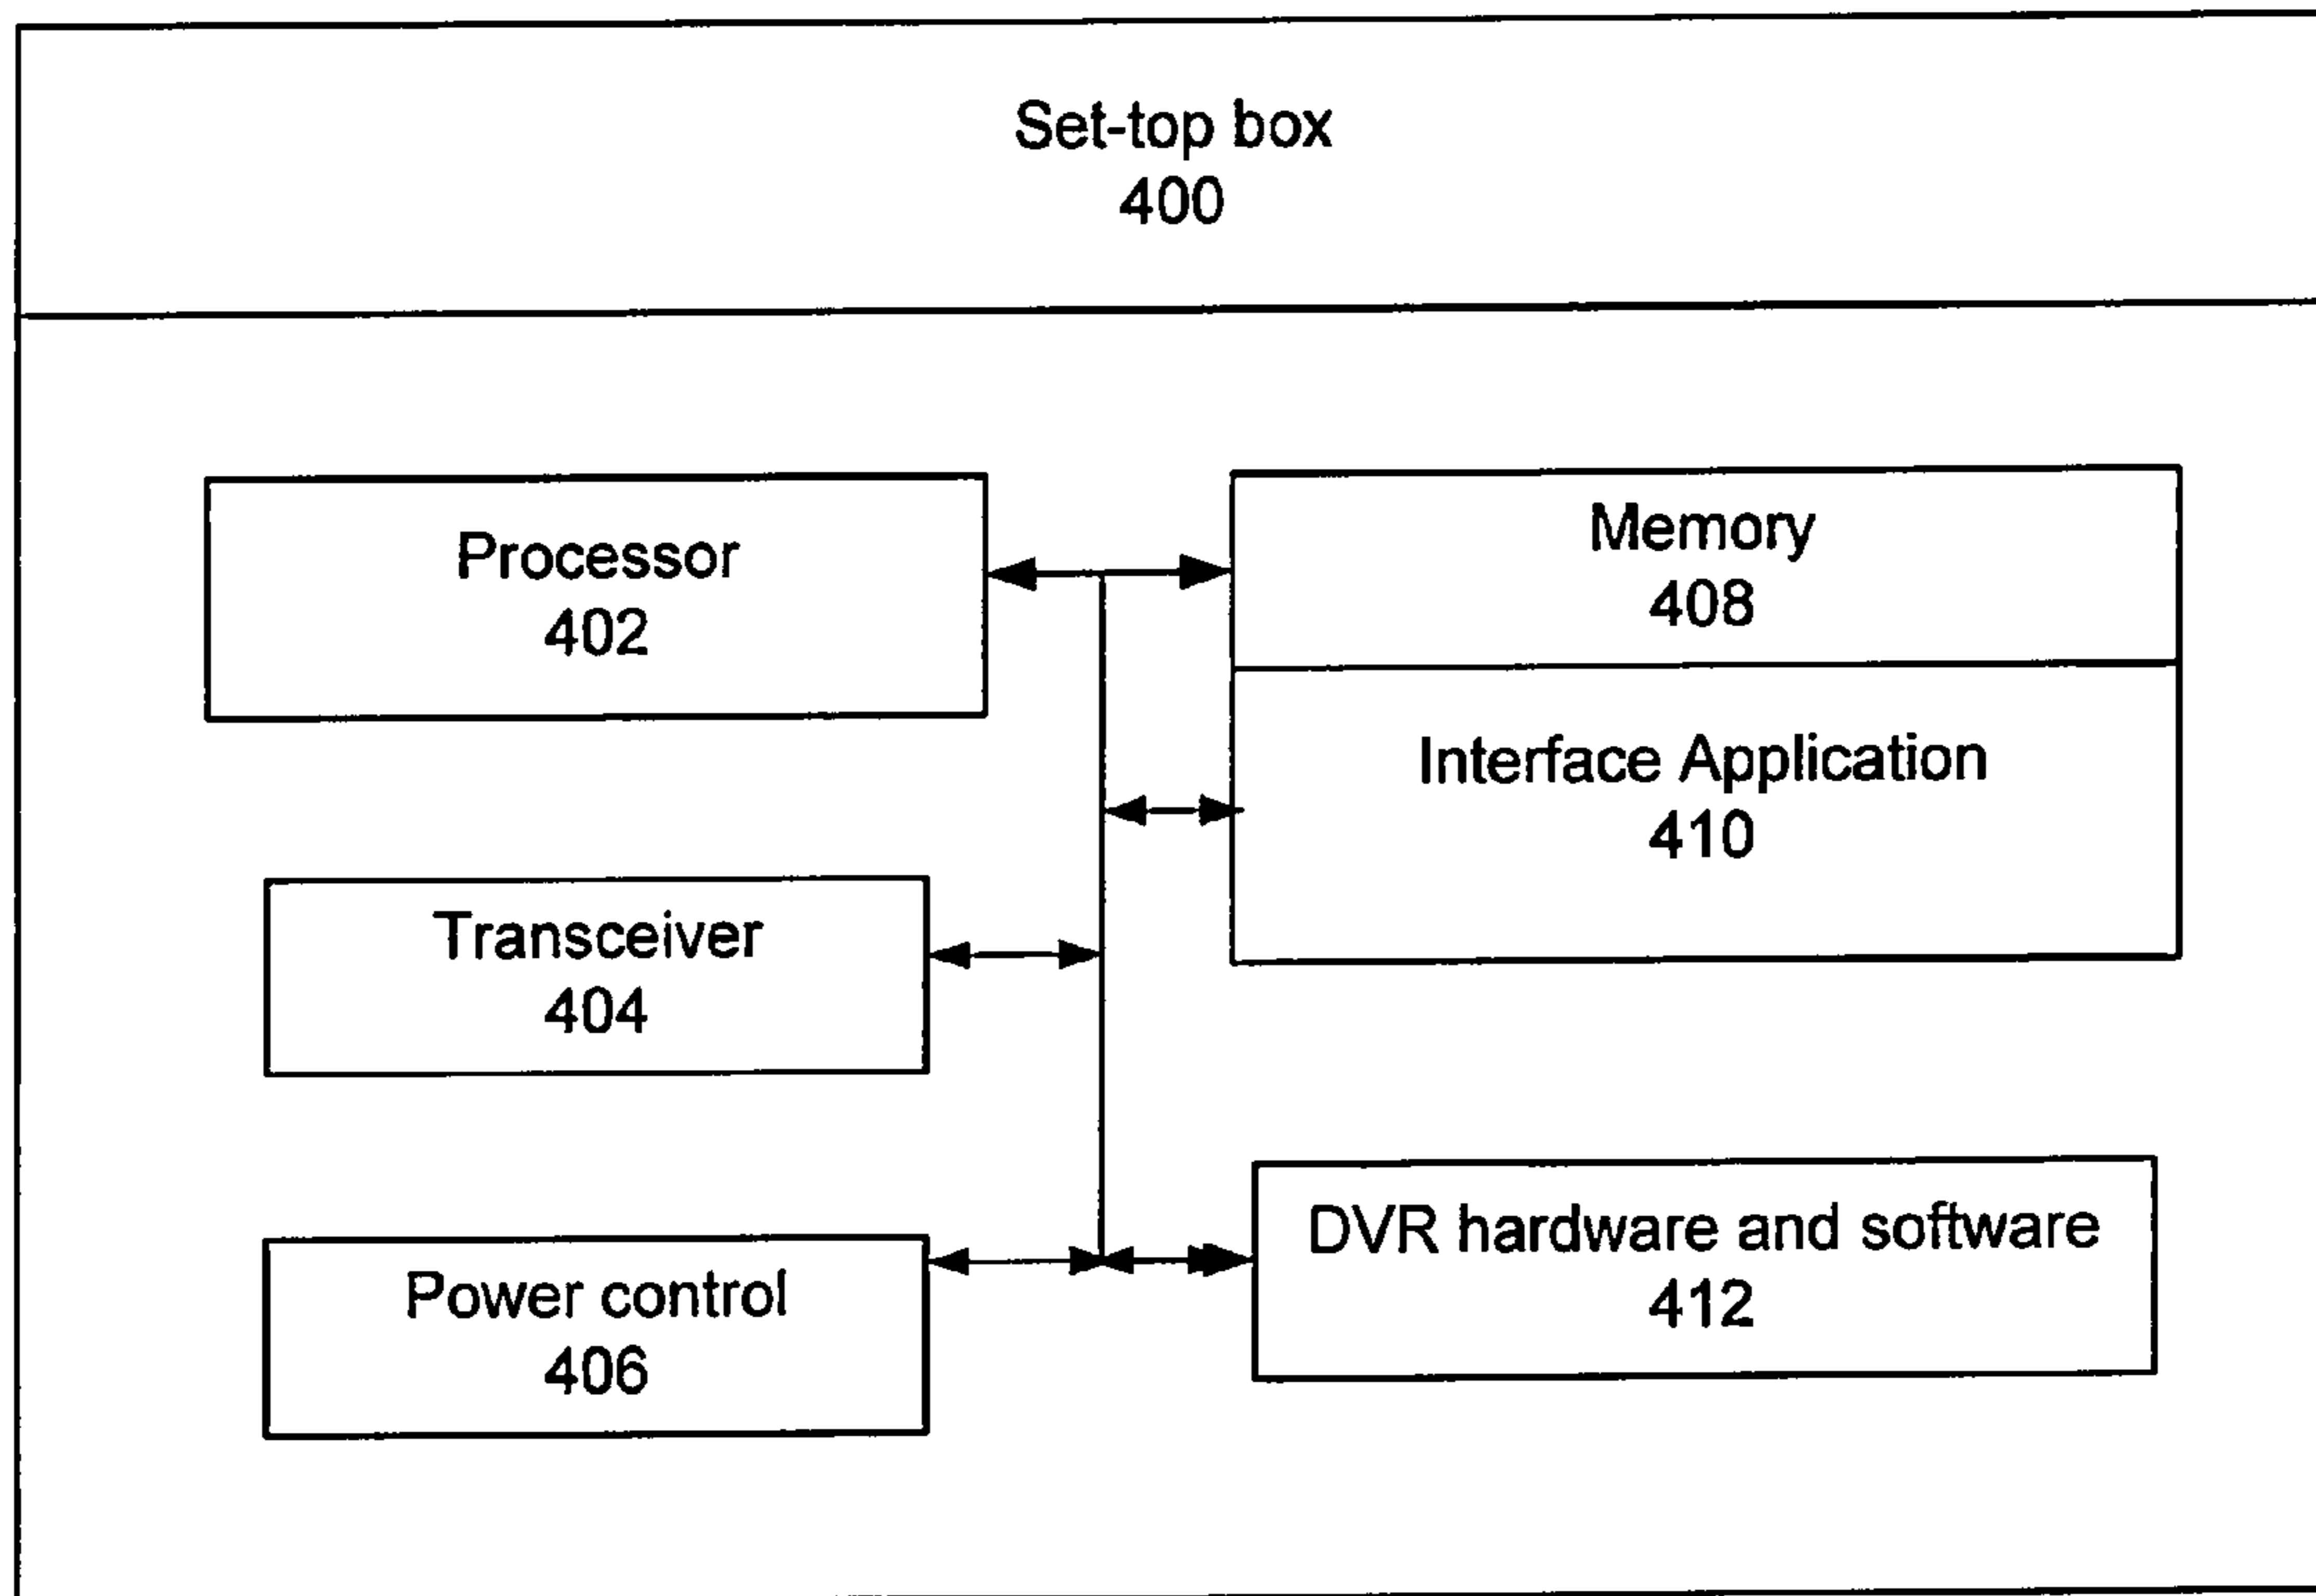 Set-top box
400
Processor
402
Memory
408
Interface Application
410
Transceiver
404
Power control
406
DVR hardware and software
412